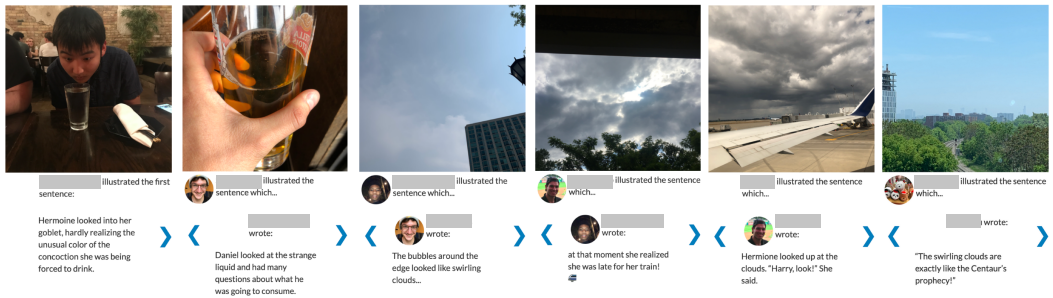 illustrated the first
sentence:
Hermoine looked into her
goblet, hardly realizing the
unusual color of the
concoction she was being
forced to drink.
illustrated the
sentence which...
wrote:
Daniel looked at the strange
liquid and had many
questions about what he
was going to consume.
illustrated the
sentence which...
wrote:
The bubbles around the
edge looked like swirling
clouds...
illustrated the sentence
which...
wrote:
at that moment she realized
she was late for her train!
🚅
illustrated the sentence
which...
wrote:
Hermione looked up at the
clouds. "Harry, look!" She
said.
illustrated the sentence
which...
wrote:
"The swirling clouds are
exactly like the Centaur's
prophecy!"